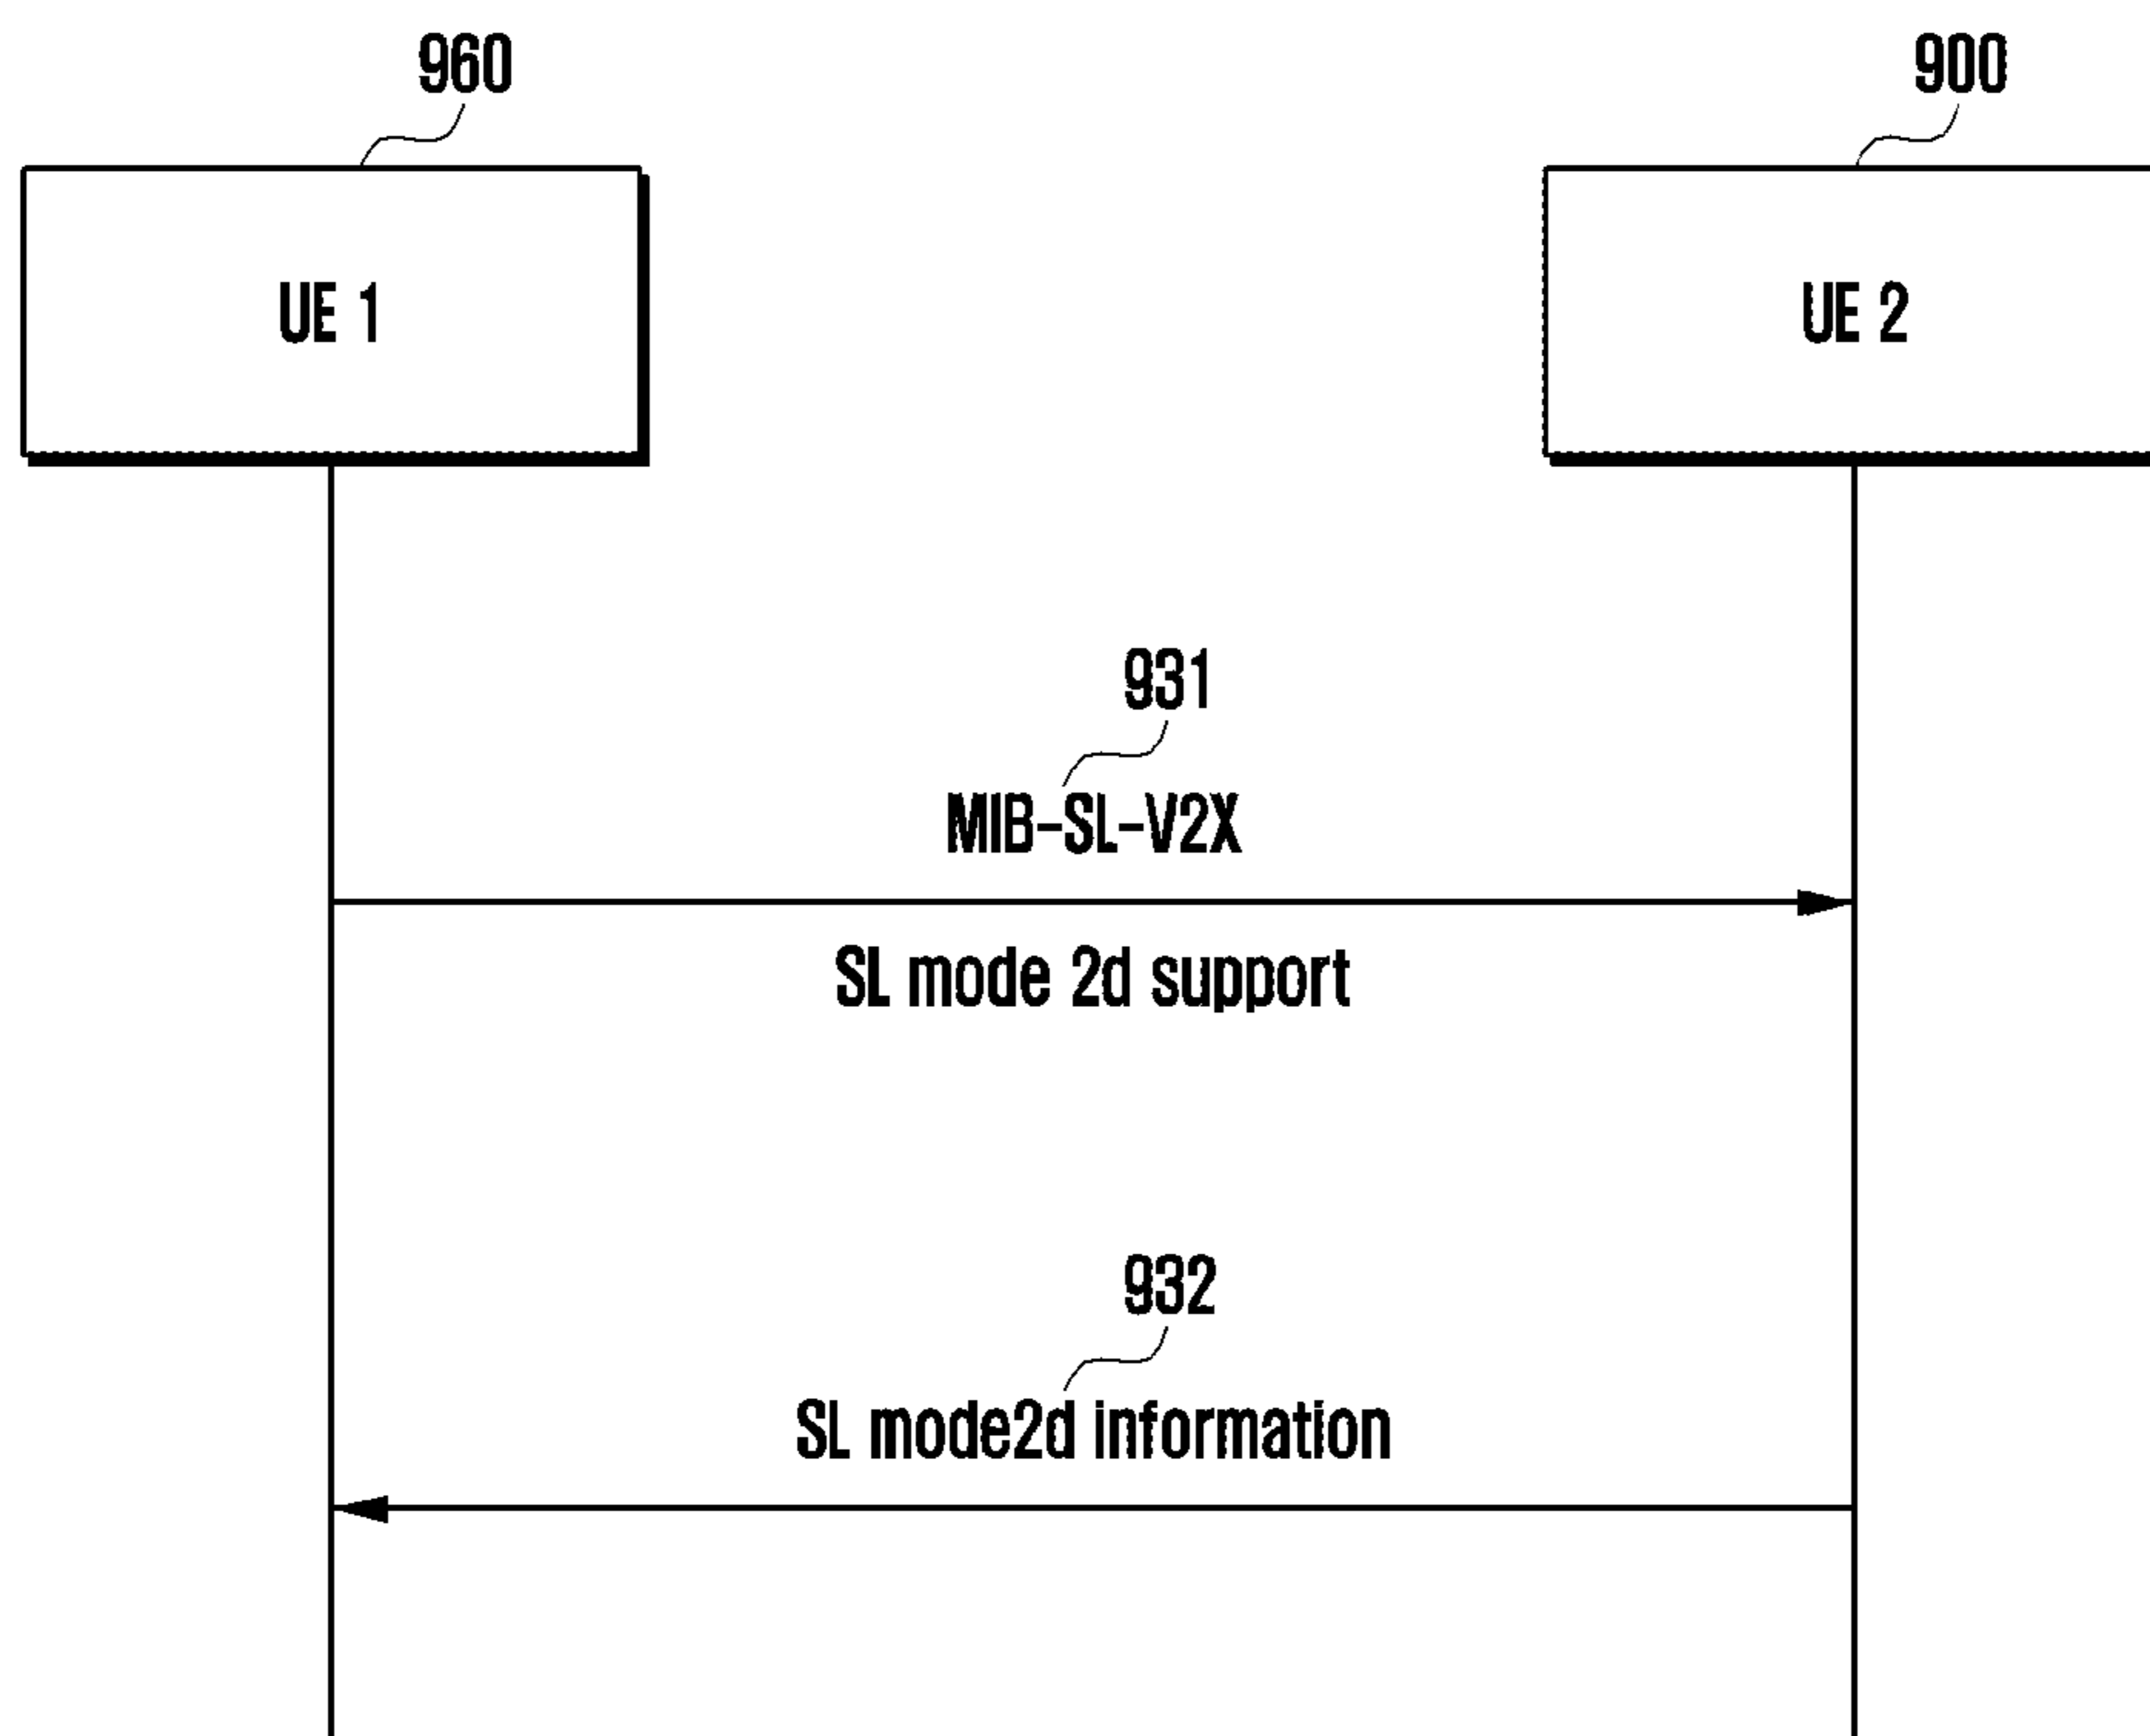 960
900
UE 1
UE 2
931
MIB-SL-V2X
SL mode 2d support
932
SL mode2d information